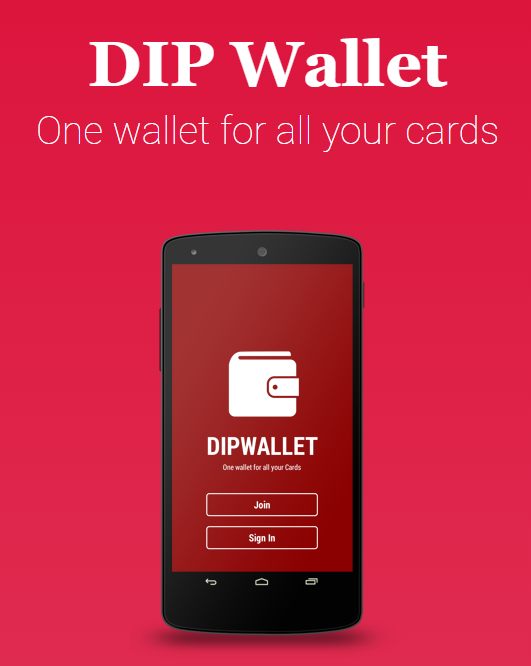 DIP Wallet
One wallet for all your cards
DIPWALLET
One wallet for all your Cards
Join
Sign In